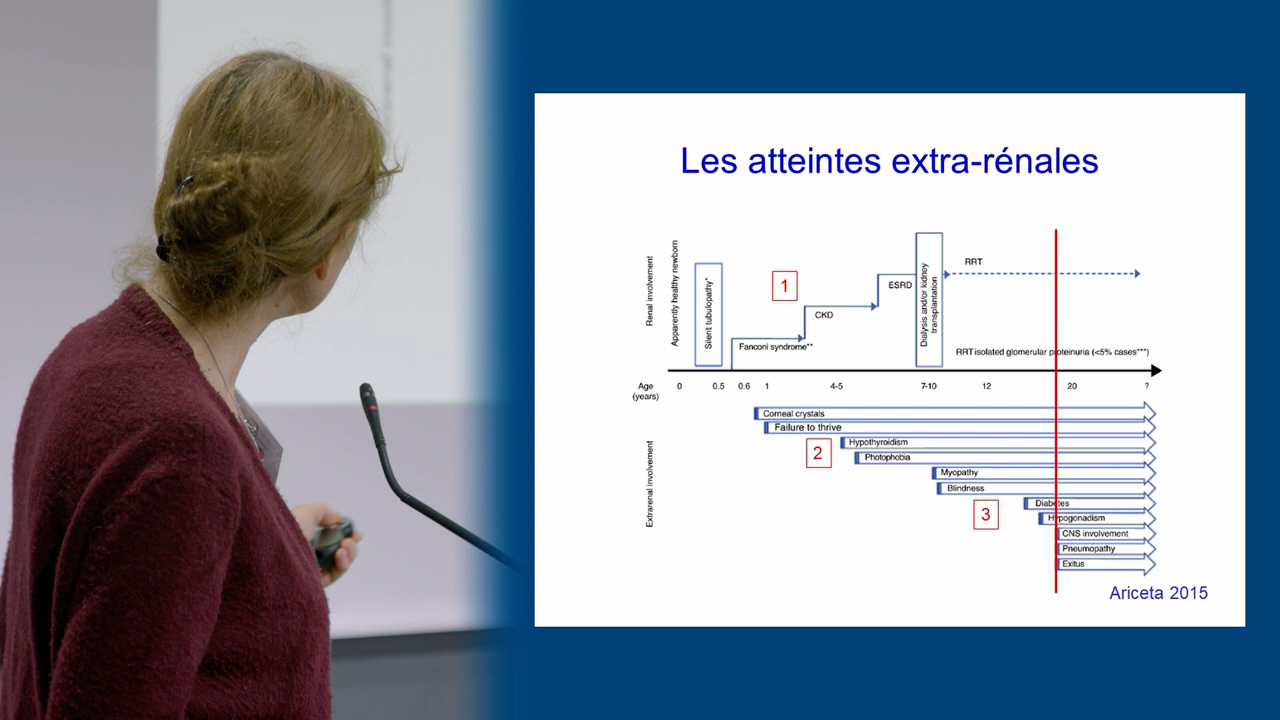 Les atteintes extra-rénales
Renal involvement
Apparently healthy newborn
Silent tubulopathy*
1
Fanconi syndrome**
CKD
ESRD
Dialysis and/or kidney
transplantation
RRT
RRT isolated glomerular proteinuria (<5% cases***)
Age
(years)
0 0.5 0.6 1 4-5 7-10 12 20 ?
Extrarenal involvement
Corneal crystals
Failure to thrive
2
Hypothyroidism
Photophobia
Myopathy
Blindness
3
Diabetes
Hypogonadism
CNS involvement
Pneumopathy
Exitus
Ariceta 2015